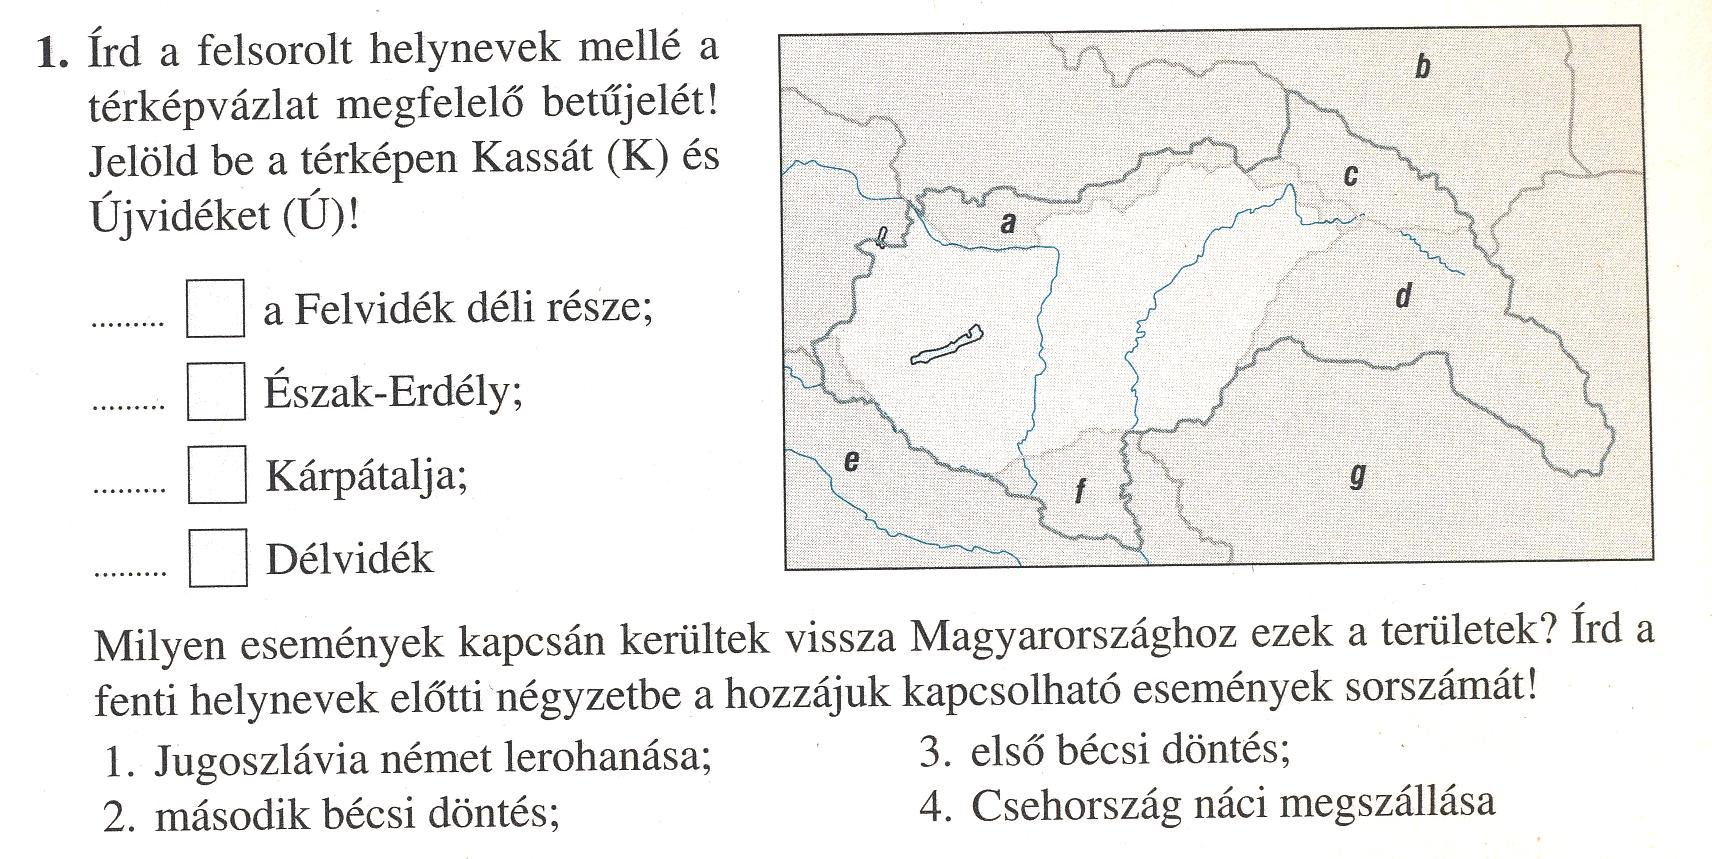 1. Írd a felsorolt helynevek mellé a
térképvázlat megfelelő betűjelét!
Jelöld be a térképen Kassát (K) és
Újvidéket (Ú)!
......... a Felvidék déli része;
......... Észak-Erdély;
......... Kárpátalja;
......... Délvidék
b
c
a
d
e
f
g
Milyen események kapcsán kerültek vissza Magyarországhoz ezek a területek? Írd a
fenti helynevek előtti négyzetbe a hozzájuk kapcsolható események sorszámát!
1. Jugoszlávia német lerohanása;
2. második bécsi döntés;
3. első bécsi döntés;
4. Csehország náci megszállása